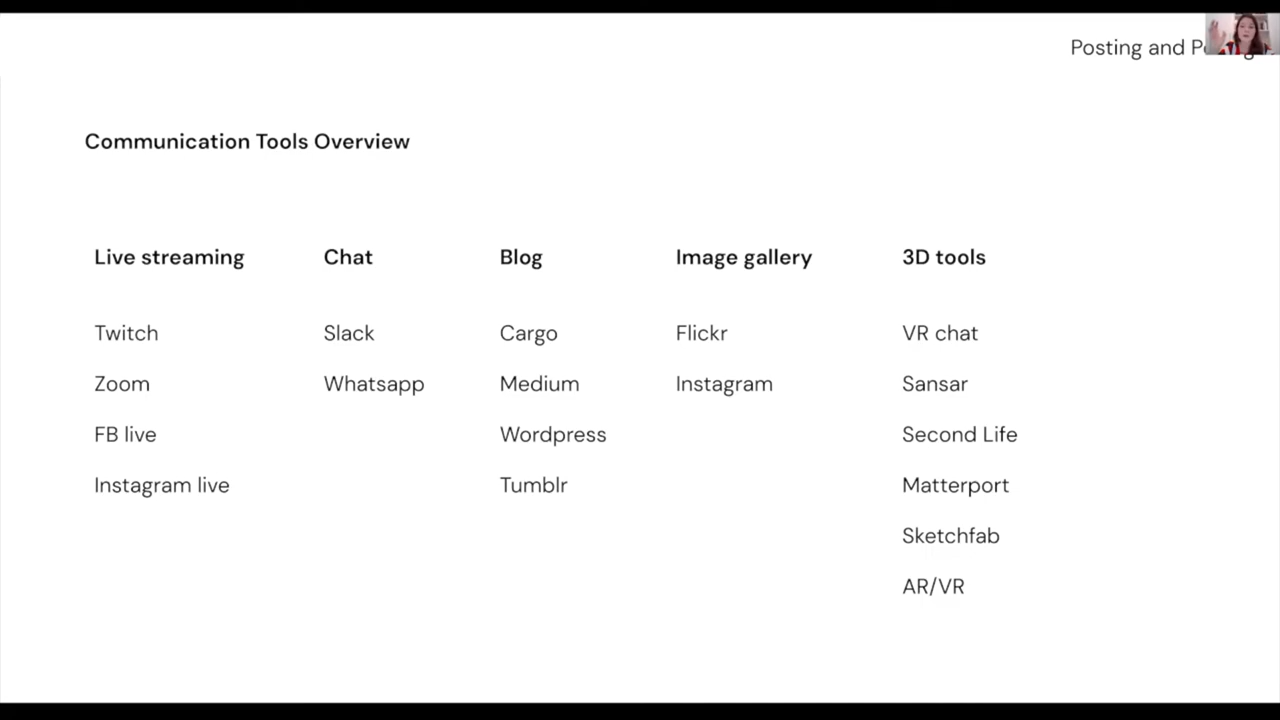 Posting and
Communication Tools Overview
Live streaming Chat Blog Image gallery 3D tools
Twitch Slack Cargo Flickr VR chat
Zoom Whatsapp Medium Instagram Sansar
FB live Wordpress Second Life
Instagram live Tumblr Matterport
Sketchfab
AR/VR